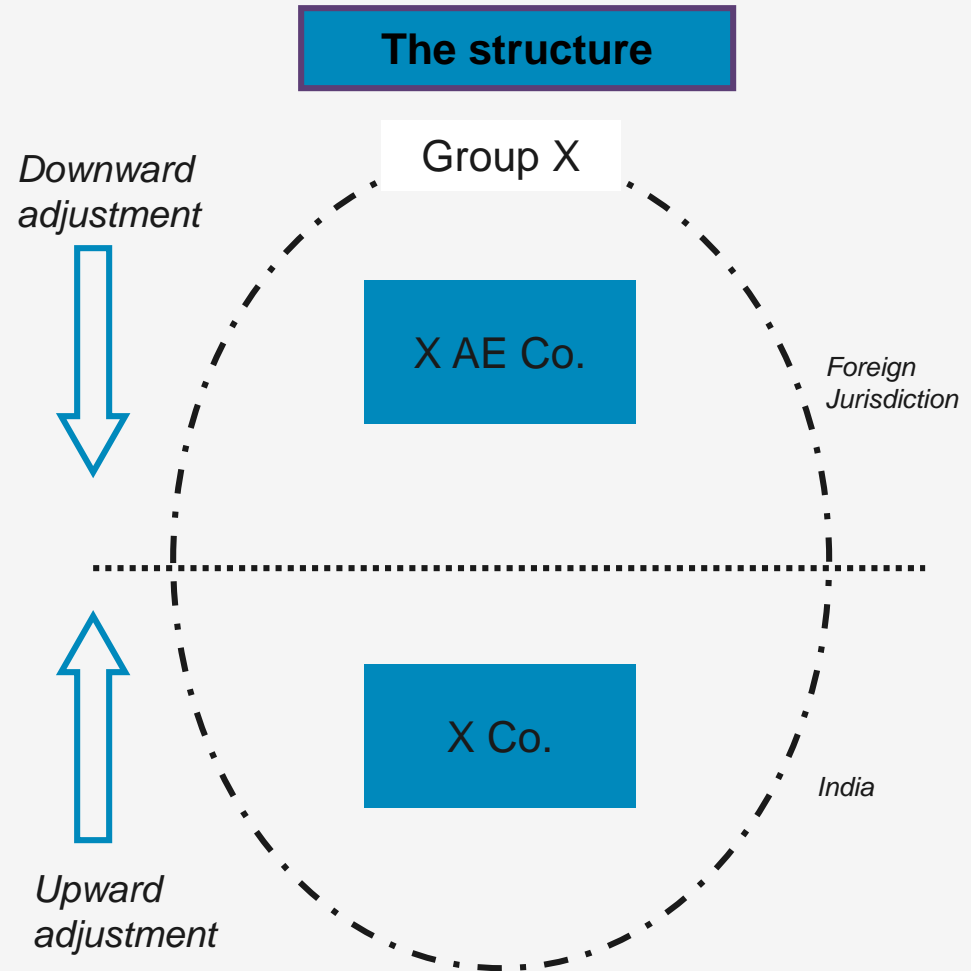 The structure
Group X
Downward
adjustment
X AE Co.
Foreign
Jurisdiction
X Co.
India
Upward
adjustment